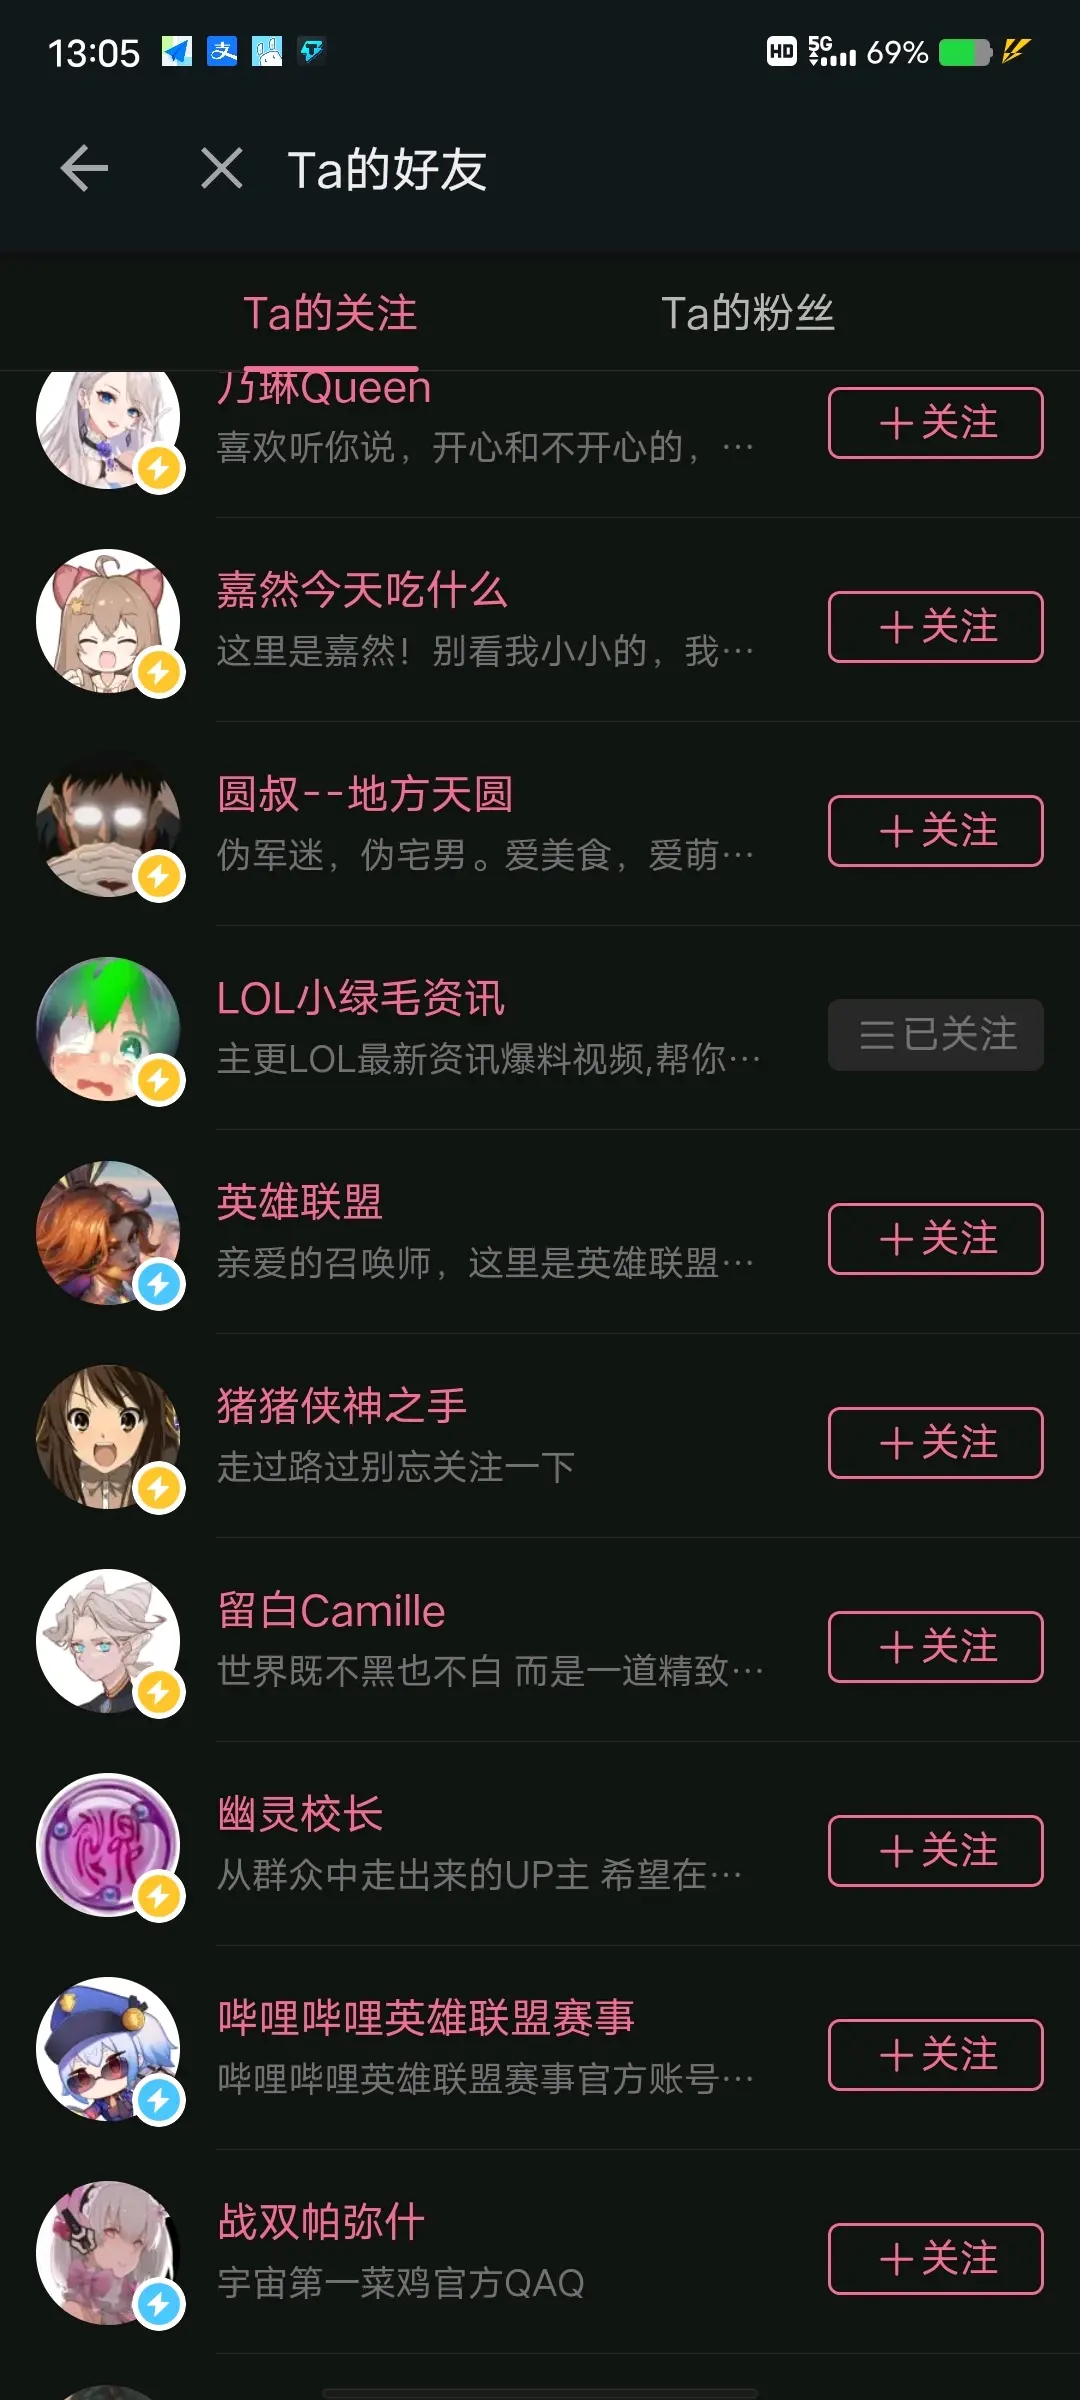 13:05
HD 5G 69%
Ta的好友
Ta的关注 Ta的粉丝
乃琳Queen
喜欢听你说，开心和不开心的，…
＋关注
嘉然今天吃什么
这里是嘉然！别看我小小的，我…
＋关注
圆叔--地方天圆
伪军迷，伪宅男。爱美食，爱萌…
＋关注
LOL小绿毛资讯
主更LOL最新资讯爆料视频,帮你…
已关注
英雄联盟
亲爱的召唤师，这里是英雄联盟…
＋关注
猪猪侠神之手
走过路过别忘关注一下
＋关注
留白Camille
世界既不黑也不白 而是一道精致…
＋关注
幽灵校长
从群众中走出来的UP主 希望在…
＋关注
哔哩哔哩英雄联盟赛事
哔哩哔哩英雄联盟赛事官方账号…
＋关注
战双帕弥什
宇宙第一菜鸡官方QAQ
＋关注